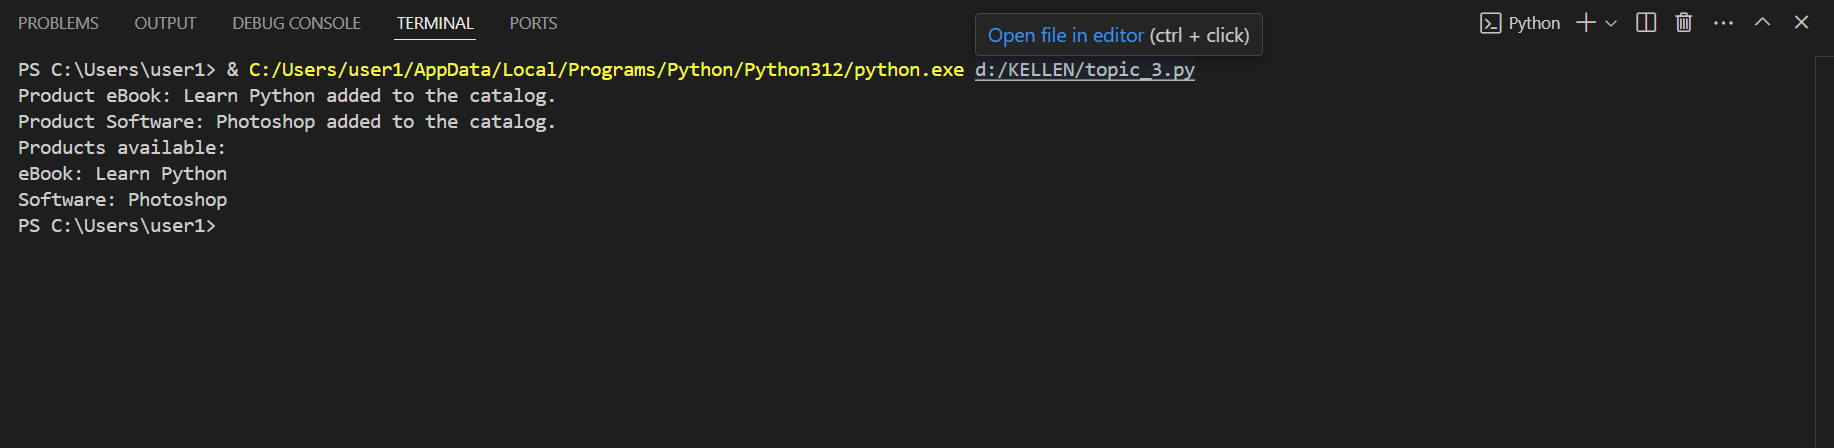 PROBLEMS OUTPUT DEBUG CONSOLE TERMINAL PORTS Python
Open file in editor (ctrl + click)
PS C:\Users\user1> & C:/Users/user1/AppData/Local/Programs/Python/Python312/python.exe d:/KELLEN/topic_3.py
Product eBook: Learn Python added to the catalog.
Product Software: Photoshop added to the catalog.
Products available:
eBook: Learn Python
Software: Photoshop
PS C:\Users\user1>